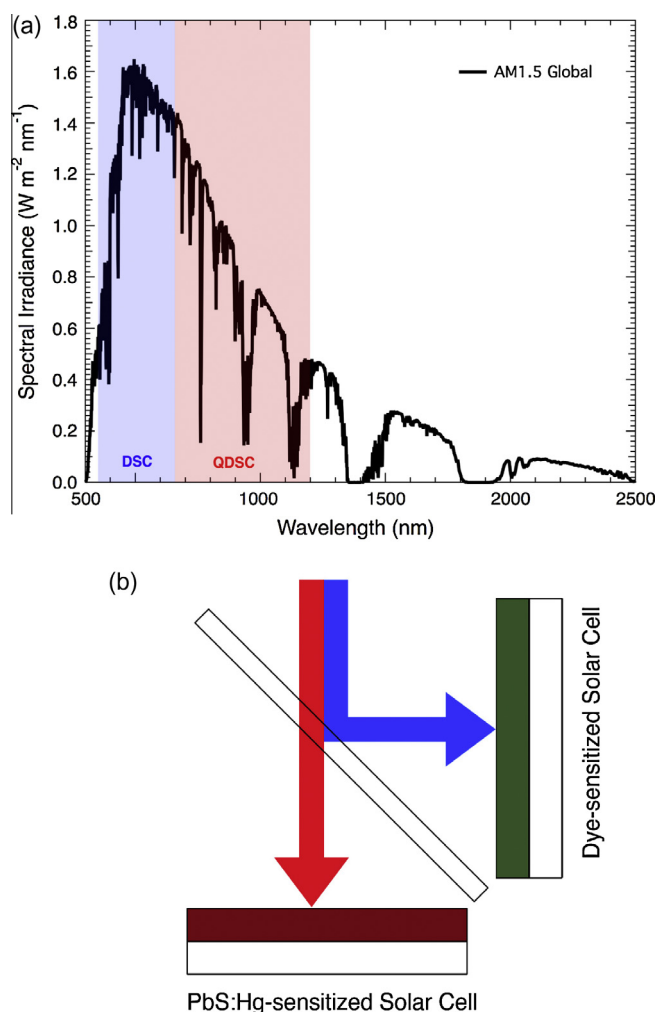 (a)
1.8
1.6
1.4
1.2
1.0
0.8
0.6
0.4
0.2
0.0
Spectral Irradiance (W m⁻² nm⁻¹)
AM1.5 Global
DSC
QDSC
500
1000
1500
2000
2500
Wavelength (nm)
(b)
Dye-sensitized Solar Cell
PbS:Hg-sensitized Solar Cell